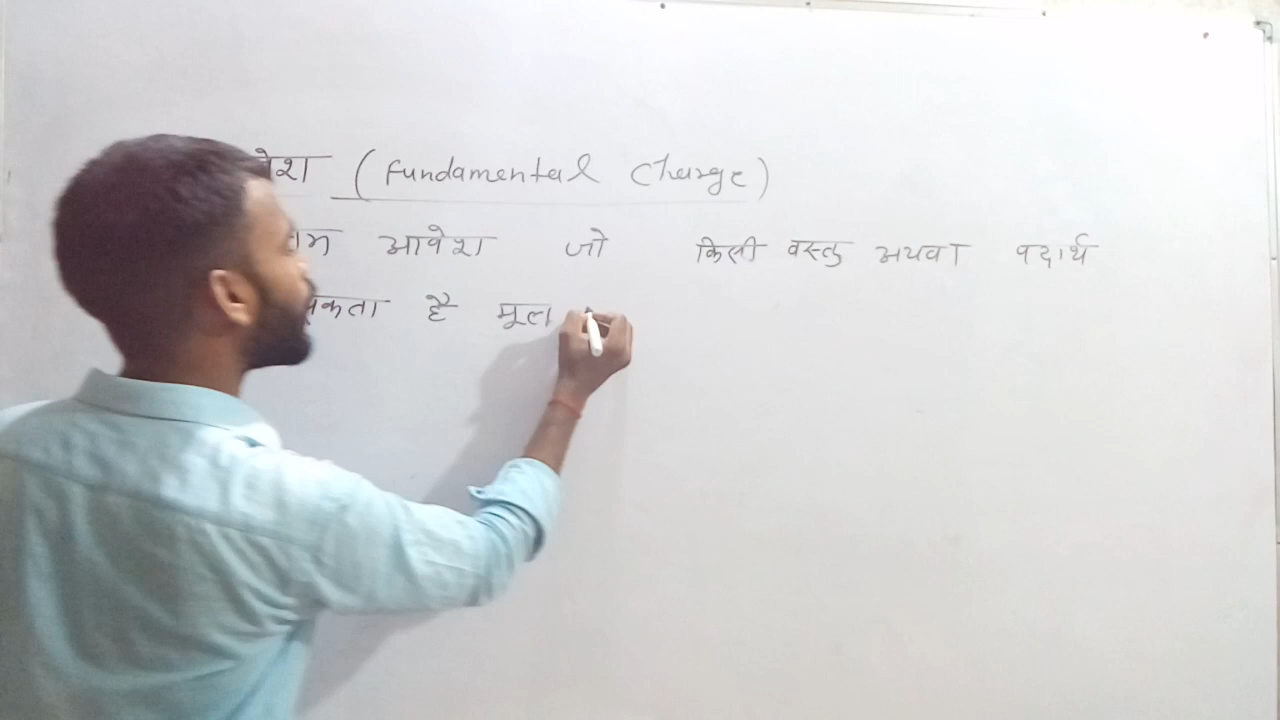 (Fundamental Charge)
आवेश जो किसी वस्तु अथवा पदार्थ
है मूल